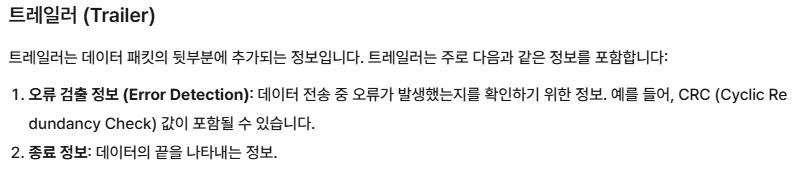 트레일러 (Trailer)
트레일러는 데이터 패킷의 뒷부분에 추가되는 정보입니다. 트레일러는 주로 다음과 같은 정보를 포함합니다:
1. 오류 검출 정보 (Error Detection): 데이터 전송 중 오류가 발생했는지를 확인하기 위한 정보. 예를 들어, CRC (Cyclic Re
dundancy Check) 값이 포함될 수 있습니다.
2. 종료 정보: 데이터의 끝을 나타내는 정보.